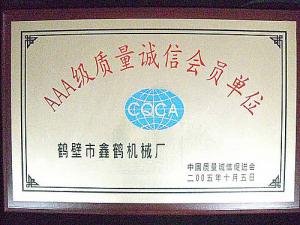 AAA级质量诚信会员单位
CQCA
鹤壁市鑫鹤机械厂
中国质量诚信促进会
二00五年十月五日